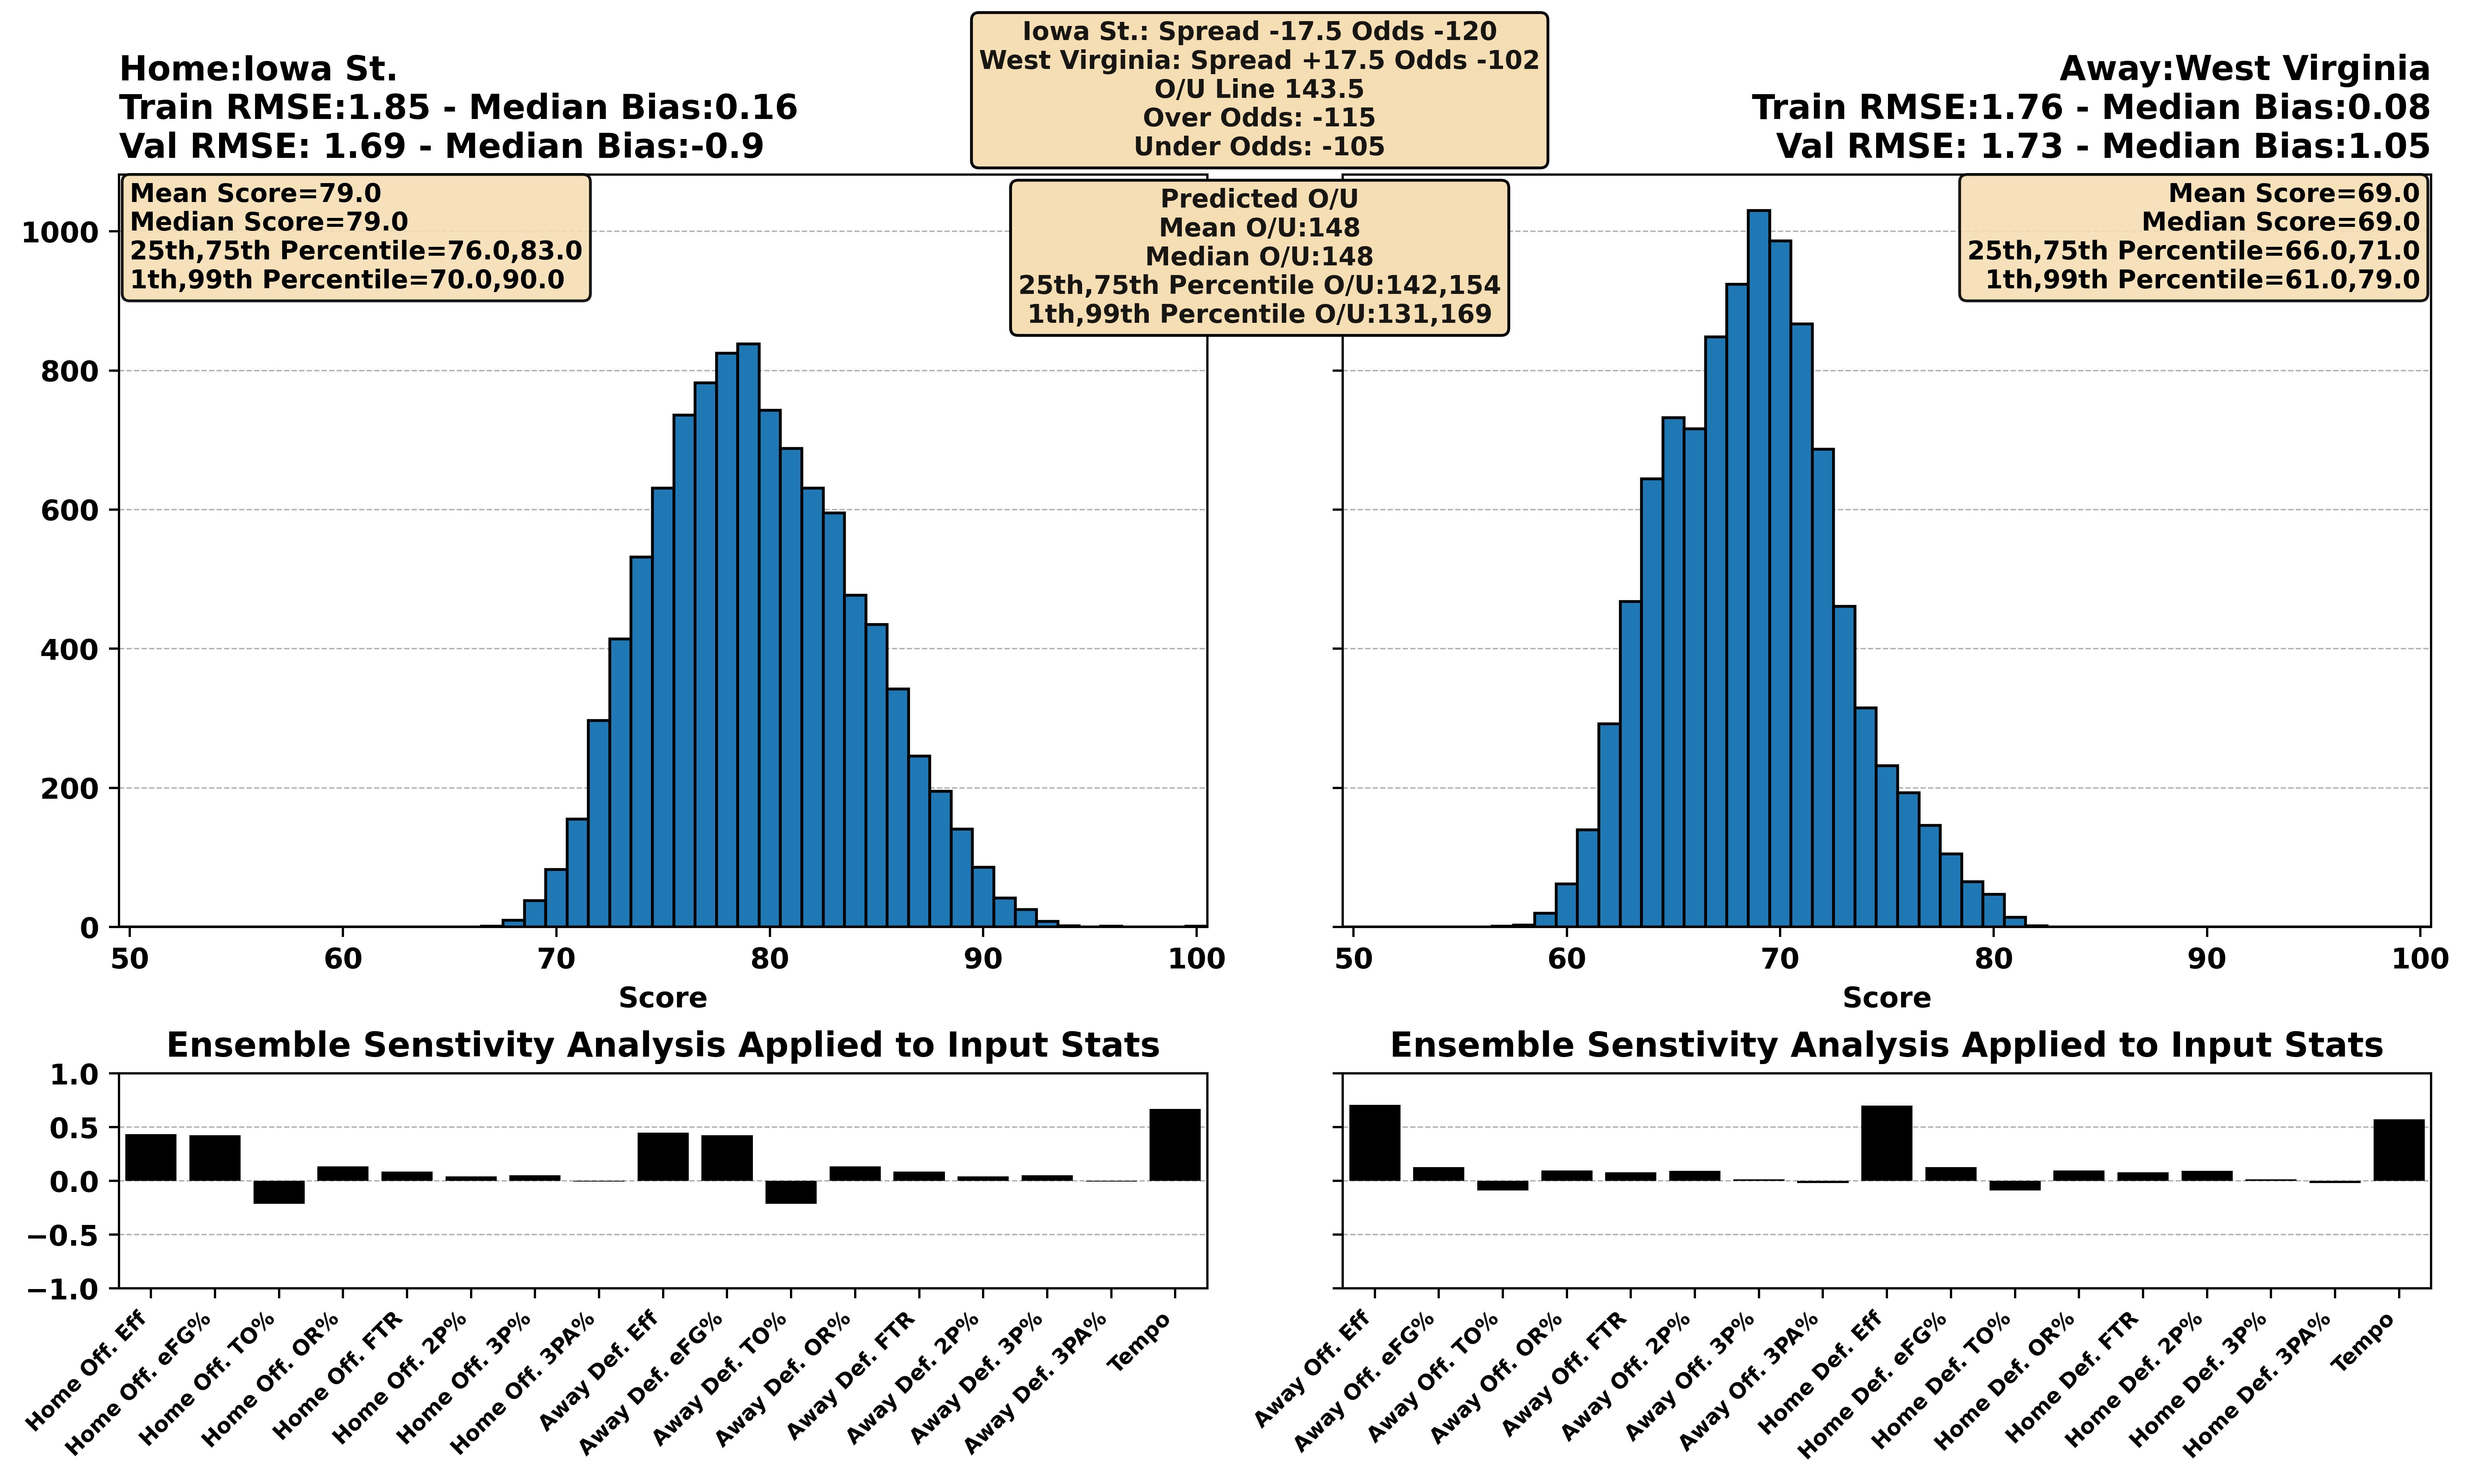 Iowa St.: Spread -17.5 Odds -120
West Virginia: Spread +17.5 Odds -102
O/U Line 143.5
Over Odds: -115
Under Odds: -105
Home:Iowa St.
Train RMSE:1.85 - Median Bias:0.16
Val RMSE: 1.69 - Median Bias:-0.9
Away:West Virginia
Train RMSE:1.76 - Median Bias:0.08
Val RMSE: 1.73 - Median Bias:1.05
Mean Score=79.0
Median Score=79.0
25th,75th Percentile=76.0,83.0
1th,99th Percentile=70.0,90.0
Predicted O/U
Mean O/U:148
Median O/U:148
25th,75th Percentile O/U:142,154
1th,99th Percentile O/U:131,169
Mean Score=69.0
Median Score=69.0
25th,75th Percentile=66.0,71.0
1th,99th Percentile=61.0,79.0
1000
800
600
400
200
0
50 60 70 80 90 100
Score
50 60 70 80 90 100
Score
Ensemble Senstivity Analysis Applied to Input Stats
1.0
0.5
0.0
−0.5
−1.0
Home Off. Eff
Home Off. eFG%
Home Off. TO%
Home Off. OR%
Home Off. FTR
Home Off. 2P%
Home Off. 3P%
Home Off. 3PA%
Away Def. Eff
Away Def. eFG%
Away Def. TO%
Away Def. OR%
Away Def. FTR
Away Def. 2P%
Away Def. 3P%
Away Def. 3PA%
Tempo
Ensemble Senstivity Analysis Applied to Input Stats
Away Off. Eff
Away Off. eFG%
Away Off. TO%
Away Off. OR%
Away Off. FTR
Away Off. 2P%
Away Off. 3P%
Away Off. 3PA%
Home Def. Eff
Home Def. eFG%
Home Def. TO%
Home Def. OR%
Home Def. FTR
Home Def. 2P%
Home Def. 3P%
Home Def. 3PA%
Tempo